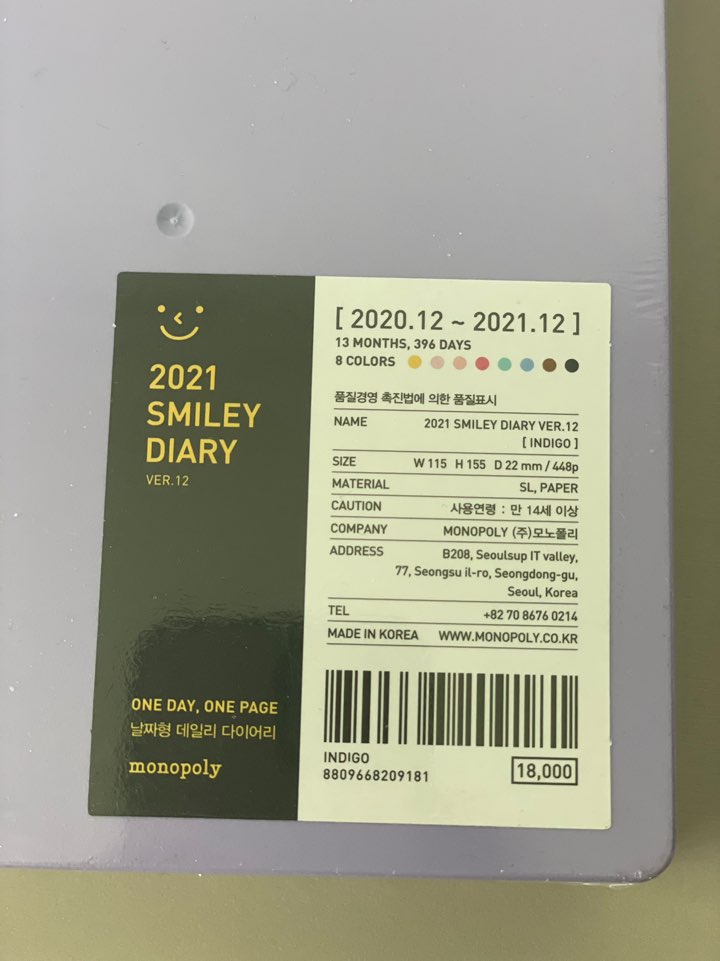 2021
SMILEY
DIARY
VER.12
ONE DAY, ONE PAGE
날짜형 데일리 다이어리
monopoly
[ 2020.12 ~ 2021.12 ]
13 MONTHS, 396 DAYS
8 COLORS
품질경영 촉진법에 의한 품질표시
NAME 2021 SMILEY DIARY VER.12
[ INDIGO ]
SIZE W 115 H 155 D 22 mm / 448p
MATERIAL SL, PAPER
CAUTION 사용연령 : 만 14세 이상
COMPANY MONOPOLY (주)모노폴리
ADDRESS B208, Seoulsup IT valley,
77, Seongsu il-ro, Seongdong-gu,
Seoul, Korea
TEL +82 70 8676 0214
MADE IN KOREA WWW.MONOPOLY.CO.KR
INDIGO
8809668209181
18,000